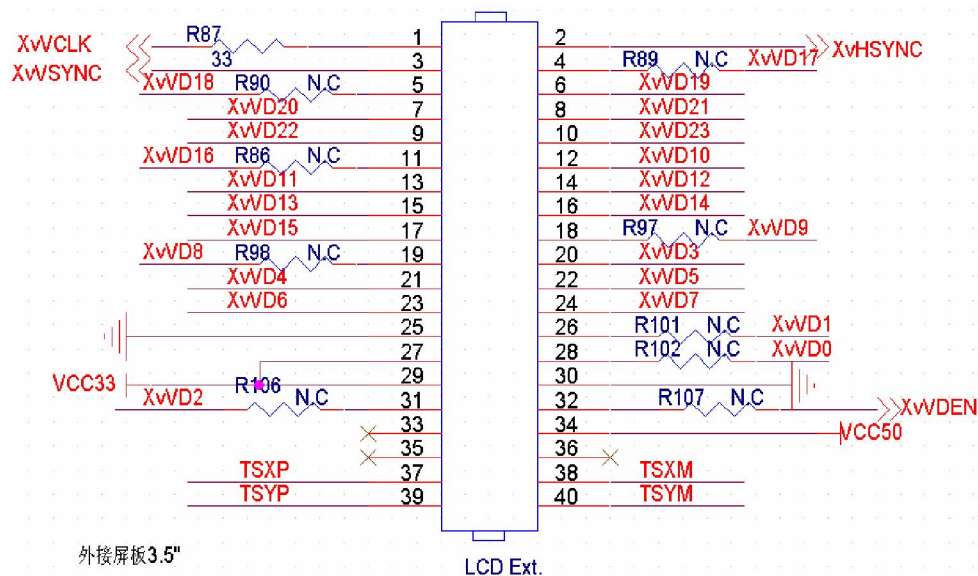 R87 1 2
XvVCLK R89 N.C XvVD17 XvHSYNC
XvVSYNC 33 3 4
XvVD18 R90 N.C 5 6 XvVD19
XvVD20 7 8 XvVD21
XvVD22 9 10 XvVD23
XvVD16 R86 N.C 11 12 XvVD10
XvVD11 13 14 XvVD12
XvVD13 15 16 XvVD14
XvVD15 17 18 R97 N.C XvVD9
XvVD8 R98 N.C 19 20 XvVD3
XvVD4 21 22 XvVD5
XvVD6 23 24 XvVD7
25 26 R101 N.C XvVD1
27 28 R102 N.C XvVD0
VCC33 29 30
R106
XvVD2 N.C 31 32 R107 N.C XvVDEN
33 34 VCC50
35 36
TSXP 37 38 TSXM
TSYP 39 40 TSYM
外接屏板3.5"
LCD Ext.